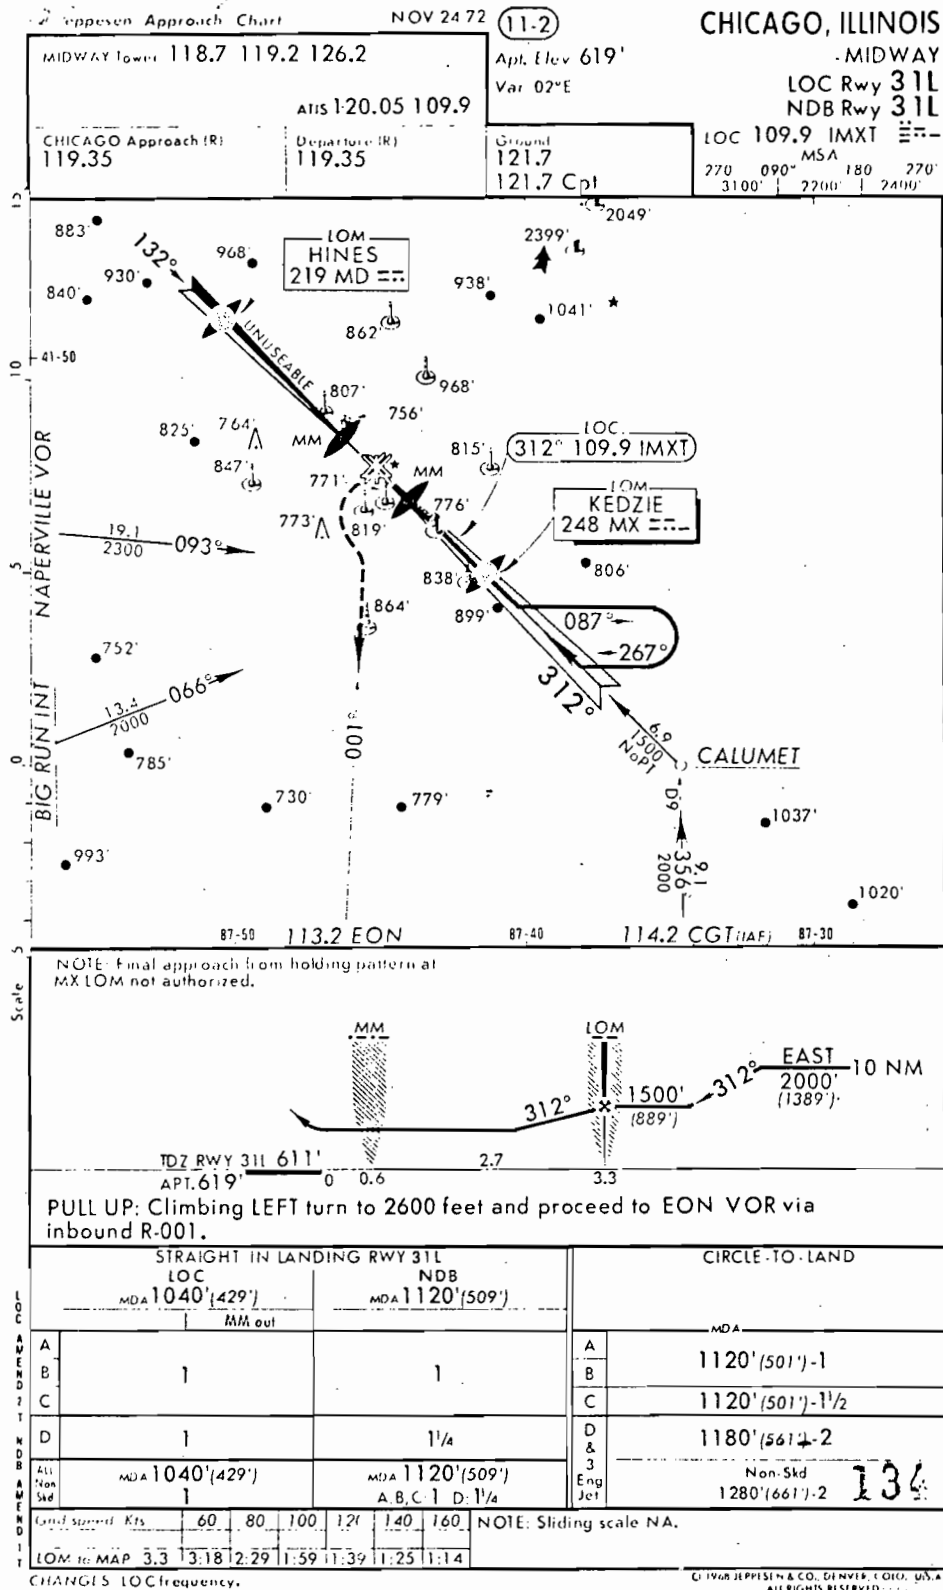 Jeppesen Approach Chart
NOV 24 72
11-2
CHICAGO, ILLINOIS
MIDWAY
LOC Rwy 31L
NDB Rwy 31L
LOC 109.9 IMXT
MIDWAY Tower 118.7 119.2 126.2
ATIS 120.05 109.9
Apt. Elev 619'
Var 02°E
CHICAGO Approach (R)
119.35
Departure (R)
119.35
Ground
121.7
121.7 Cpt
MSA
270 090° 180 270°
3100' 2200' 2400'
2049'
2399'
883'
132°
968'
LOM
HINES
219 MD
930'
840'
938'
1041'
862'
UNUSEABLE
10
41-50
968'
807'
756'
825'
764'
MM
847'
LOC
312° 109.9 IMXT
815'
771'
MM
776'
LOM
KEDZIE
248 MX
773'
819'
NAPERVILLE VOR
19.1
2300
093°
5
838'
806'
899'
864'
087°
267°
752'
312°
13.4
2000
066°
BIG RUN INT
6.9
1500
NoPT
001°
CALUMET
0
785'
D9
730'
779'
1037'
9.1
356°
2000
993'
1020'
5
87-50
113.2 EON
87-40
114.2 CGT (IAF)
87-30
Scale
NOTE: Final approach from holding pattern at
MX LOM not authorized.
MM
LOM
EAST
10 NM
2000'
(1389')
312°
1500'
(889')
312°
TDZ RWY 31L 611'
APT. 619'
0 0.6 2.7 3.3
PULL UP: Climbing LEFT turn to 2600 feet and proceed to EON VOR via
inbound R-001.
STRAIGHT IN LANDING RWY 31L
CIRCLE-TO-LAND
LOC
NDB
MDA 1040'(429')
MDA 1120'(509')
MM out
MDA
A
B
C
1
1
A
B
1120'(501')-1
C
1120'(501')-1½
D
1
1¼
D
&
3
Eng
Jet
1180'(561')-2
All
Non
Skd
MDA 1040'(429')
1
MDA 1120'(509')
A,B,C:1 D:1¼
Non-Skd
1280'(661')-2
Gnd speed Kts 60 80 100 120 140 160
NOTE: Sliding scale NA.
LOM to MAP 3.3 3:18 2:29 1:59 1:39 1:25 1:14
CHANGES LOC frequency.
© 1968 JEPPESEN & CO., DENVER, COLO., U.S.A.
ALL RIGHTS RESERVED